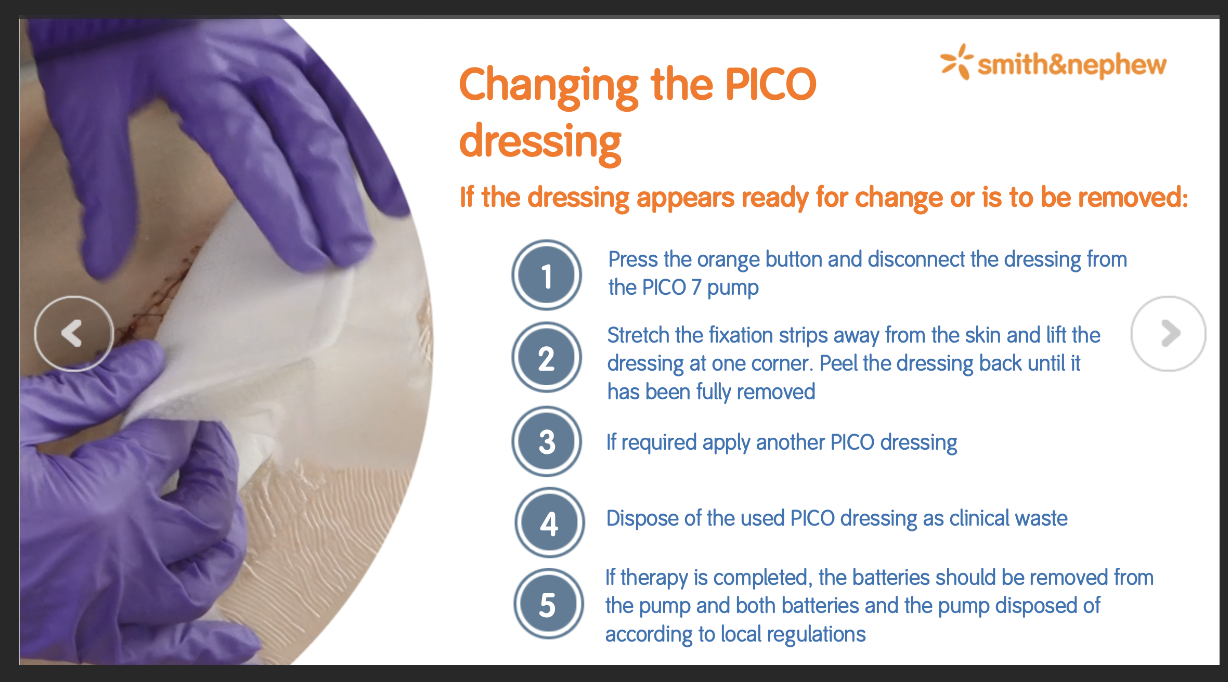 smith&nephew
Changing the PICO
dressing
If the dressing appears ready for change or is to be removed:
1
Press the orange button and disconnect the dressing from
the PICO 7 pump
2
Stretch the fixation strips away from the skin and lift the
dressing at one corner. Peel the dressing back until it
has been fully removed
3
If required apply another PICO dressing
4
Dispose of the used PICO dressing as clinical waste
5
If therapy is completed, the batteries should be removed from
the pump and both batteries and the pump disposed of
according to local regulations